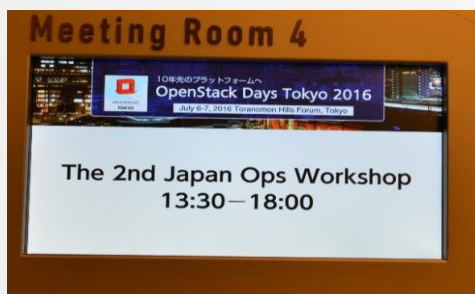 Meeting Room 4
10年先のプラットフォームへ
OpenStack Days Tokyo 2016
July 6-7, 2016 Toranomon Hills Forum, Tokyo
The 2nd Japan Ops Workshop
13:30－18:00